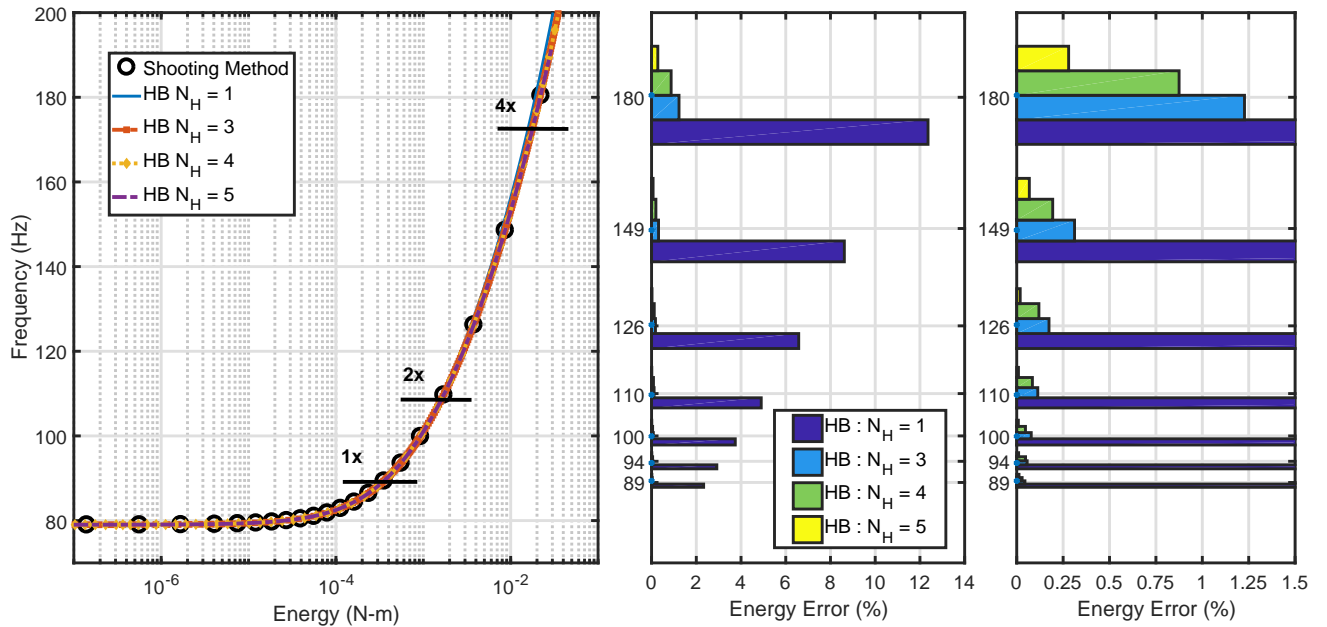 200
180
160
140
120
100
80
Frequency (Hz)
Shooting Method
HB N_H = 1
HB N_H = 3
HB N_H = 4
HB N_H = 5
4x
2x
1x
10^-6
10^-4
10^-2
Energy (N-m)
180
149
126
110
100
94
89
HB : N_H = 1
HB : N_H = 3
HB : N_H = 4
HB : N_H = 5
0 2 4 6 8 10 12 14
Energy Error (%)
180
149
126
110
100
94
89
0 0.25 0.75 1.25 1.5
Energy Error (%)